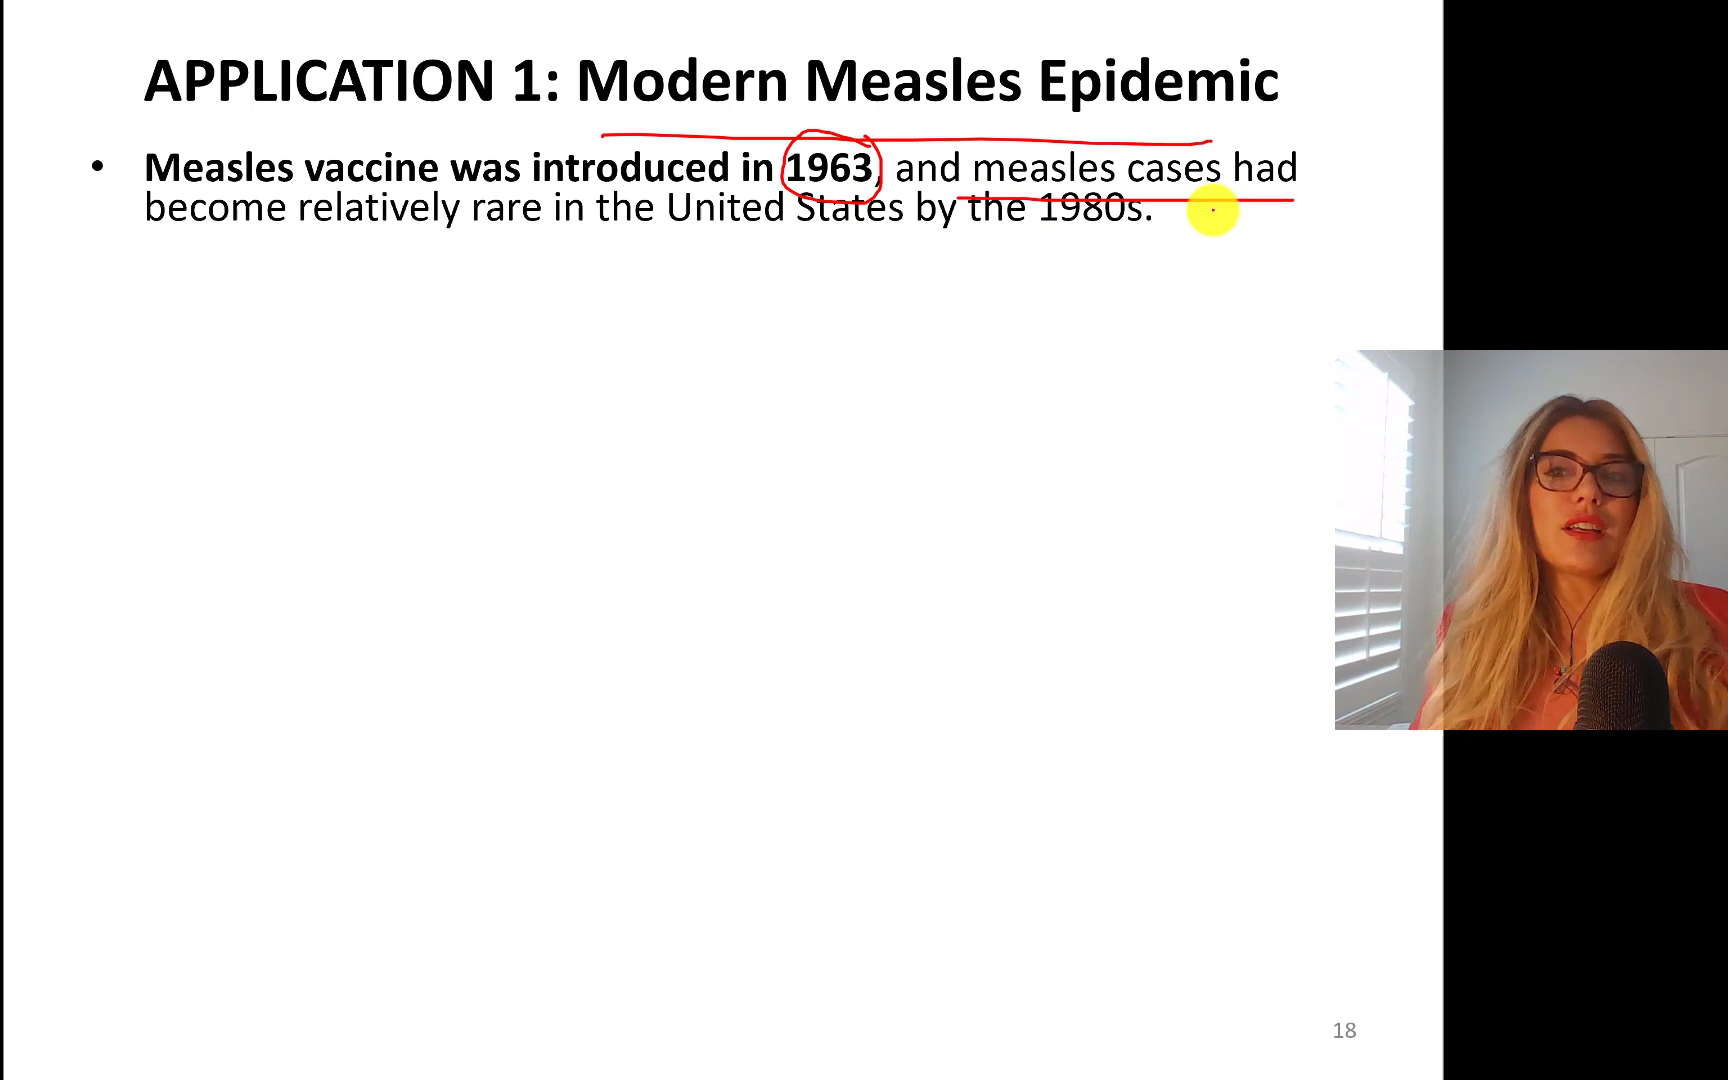 APPLICATION 1: Modern Measles Epidemic
• Measles vaccine was introduced in 1963, and measles cases had
become relatively rare in the United States by the 1980s.
18